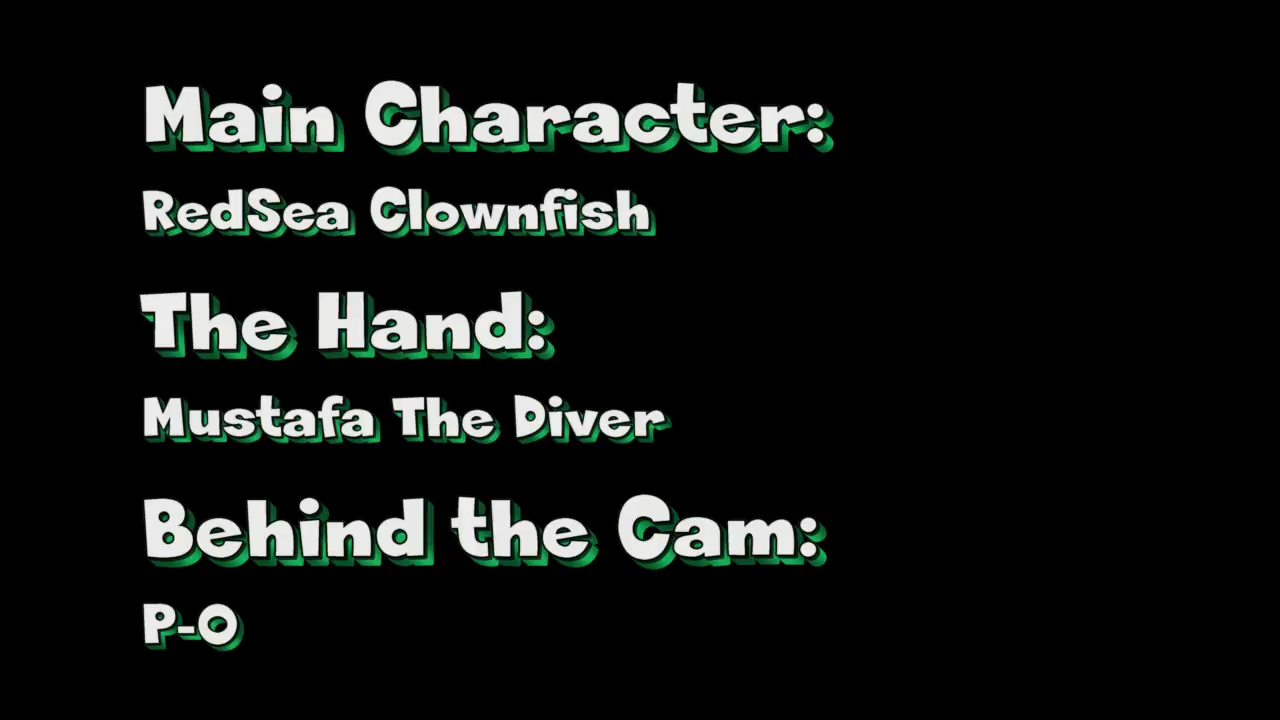 Main Character:
RedSea Clownfish
The Hand:
Mustafa The Diver
Behind the Cam:
P-O